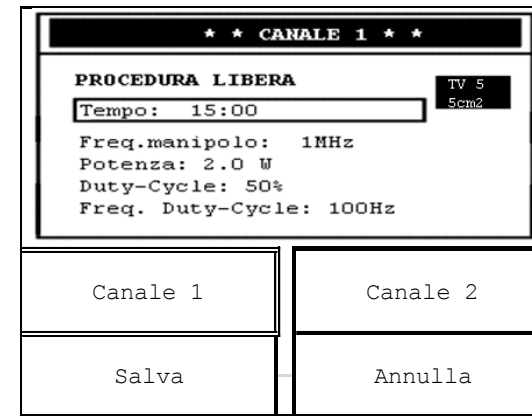 * * CANALE 1 * *
PROCEDURA LIBERA
TV 5
5cm2
Tempo: 15:00
Freq.manipolo: 1MHz
Potenza: 2.0 W
Duty-Cycle: 50%
Freq. Duty-Cycle: 100Hz
Canale 1
Canale 2
Salva
Annulla